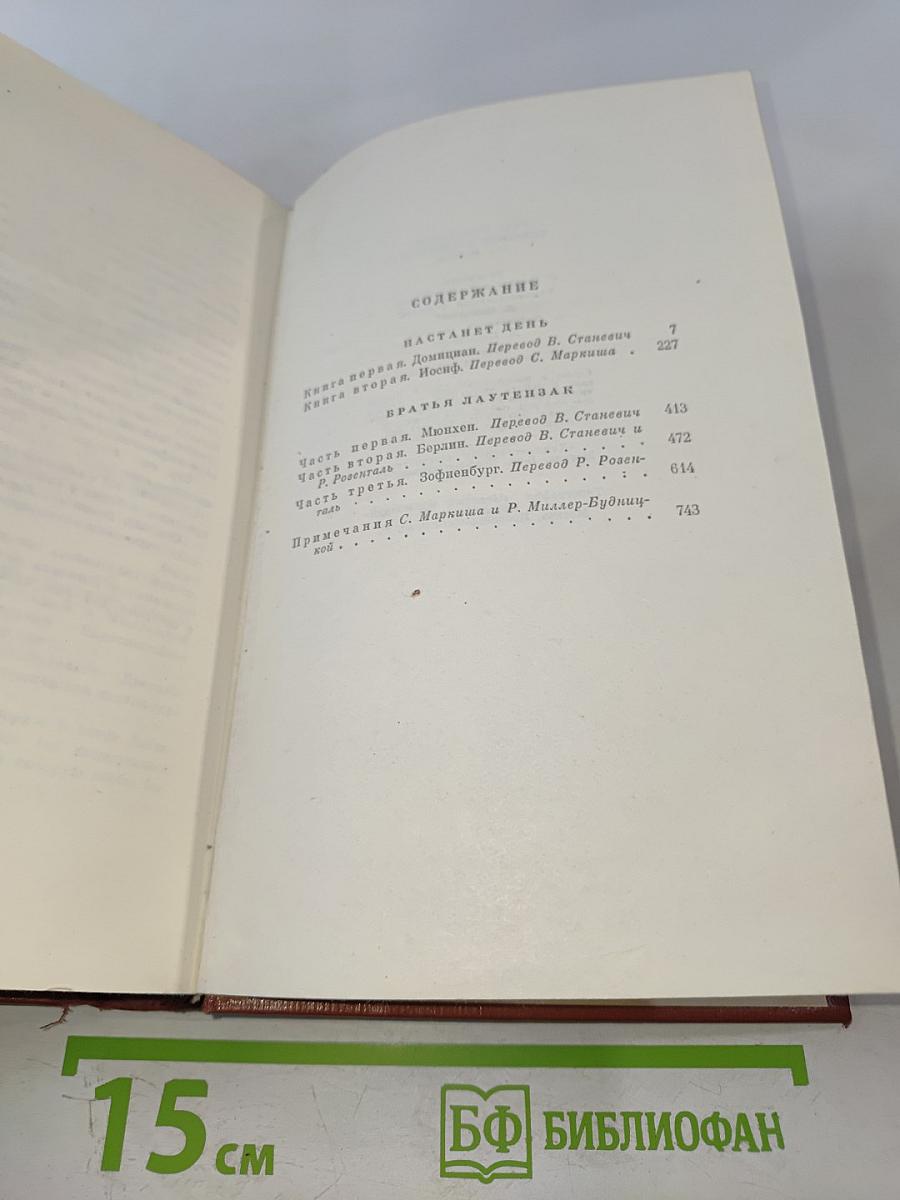 СОДЕРЖАНИЕ
НАСТАНЕТ ДЕНЬ
Книга первая. Домициан. Перевод В. Станевич 7
Книга вторая. Иосиф. Перевод С. Маркиша . 227
БРАТЬЯ ЛАУТЕНЗАК
Часть первая. Мюнхен. Перевод В. Станевич 413
Часть вторая. Берлин. Перевод В. Станевич и
Р. Розенталь . . . . . . . . . . . . . 472
Часть третья. Зофиенбург. Перевод Р. Розен-
таль . . . . . . . . . . . . . . . . 614
Примечания С. Маркиша и Р. Миллер-Будниц-
кой . . . . . . . . . . . . . . . . 743
15 см
БФ БИБЛИОФАН